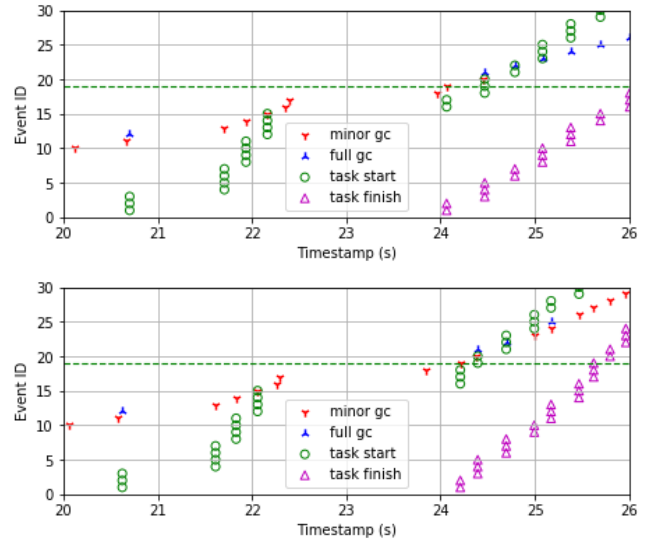 30
25
20
15
10
5
0
Event ID
minor gc
full gc
task start
task finish
20 21 22 23 24 25 26
Timestamp (s)
30
25
20
15
10
5
0
Event ID
minor gc
full gc
task start
task finish
20 21 22 23 24 25 26
Timestamp (s)